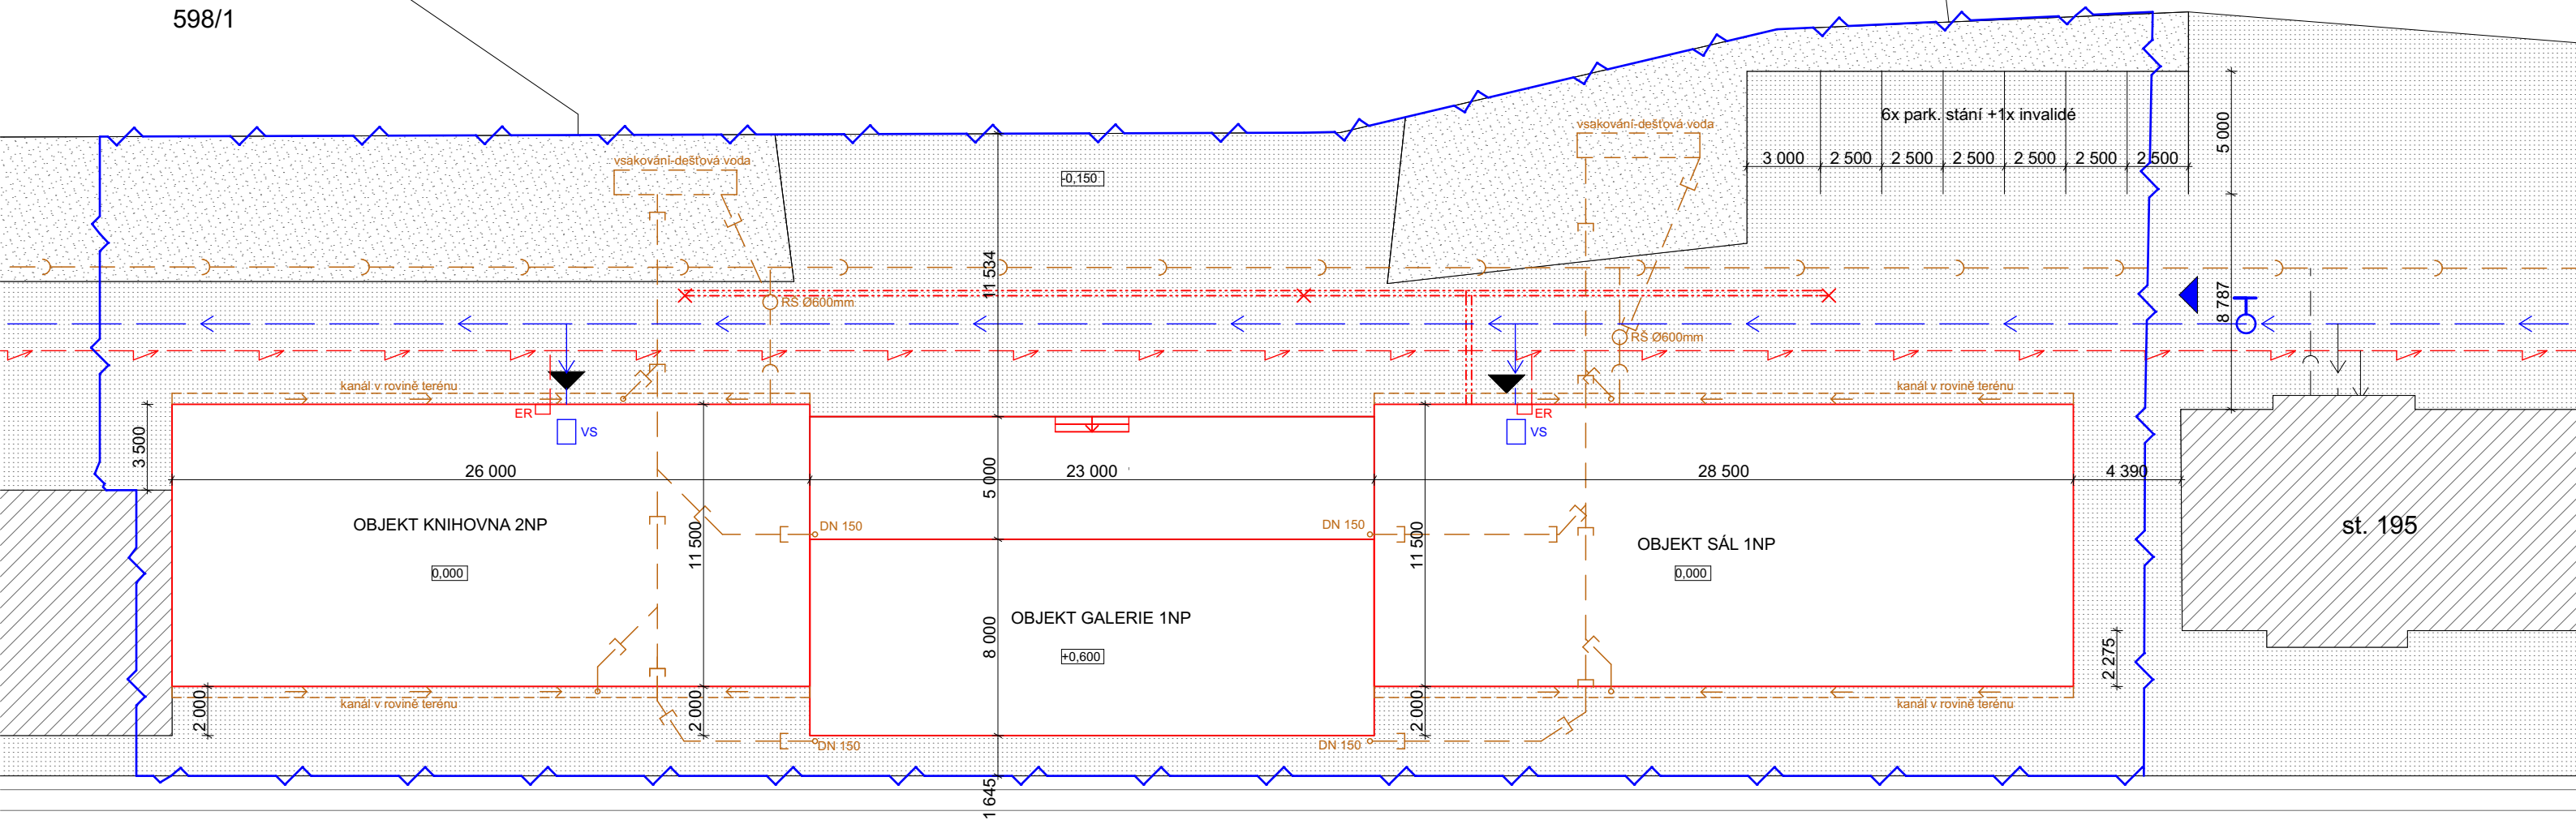 598/1
6x park. stání +1x invalidé
vsakování-dešťová voda
vsakování-dešťová voda
5 000
3 000
2 500
2 500
2 500
2 500
2 500
2 500
-0,150
11 534
8 787
RŠ Ø600mm
RŠ Ø600mm
kanál v rovině terénu
kanál v rovině terénu
ER
VS
ER
VS
3 500
26 000
5 000
23 000
28 500
4 390
OBJEKT KNIHOVNA 2NP
0,000
11 500
DN 150
DN 150
11 500
OBJEKT SÁL 1NP
0,000
st. 195
OBJEKT GALERIE 1NP
+0,600
8 000
2 275
2 000
kanál v rovině terénu
2 000
DN 150
DN 150
2 000
kanál v rovině terénu
1 645